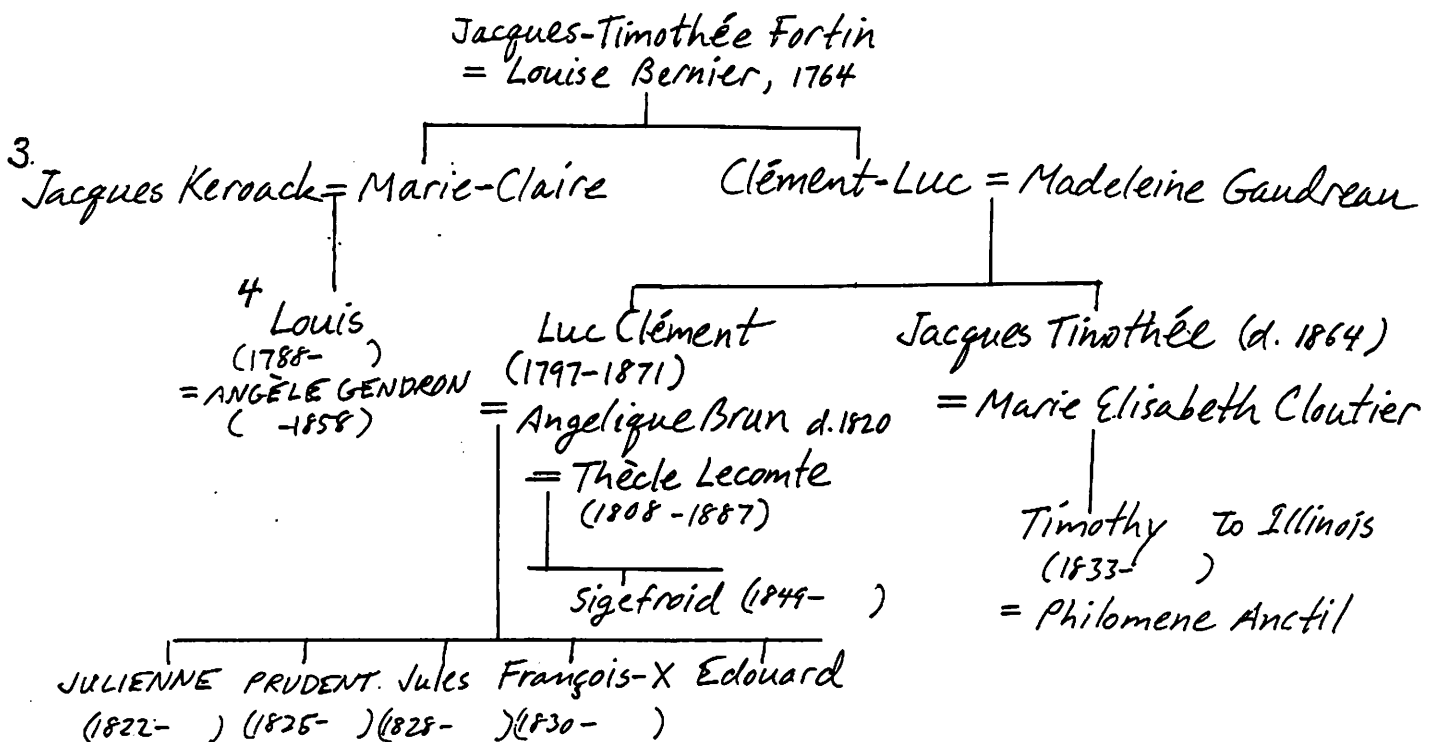 Jacques-Timothée Fortin
= Louise Bernier, 1764
3.
Jacques Keroack = Marie-Claire
Clément-Luc = Madeleine Gaudreau
4
Louis
(1788- )
= ANGÈLE GENDRON
( -1858)
Luc Clément
(1797-1871)
= Angelique Brun d. 1820
= Thècle Lecomte
(1808-1887)
Sigefroid (1849- )
Jacques Timothée (d. 1864)
= Marie Elisabeth Cloutier
Timothy to Illinois
(1833- )
= Philomene Anctil
JULIENNE PRUDENT. Jules François-X Edouard
(1822- ) (1825- ) (1828- ) (1830- )